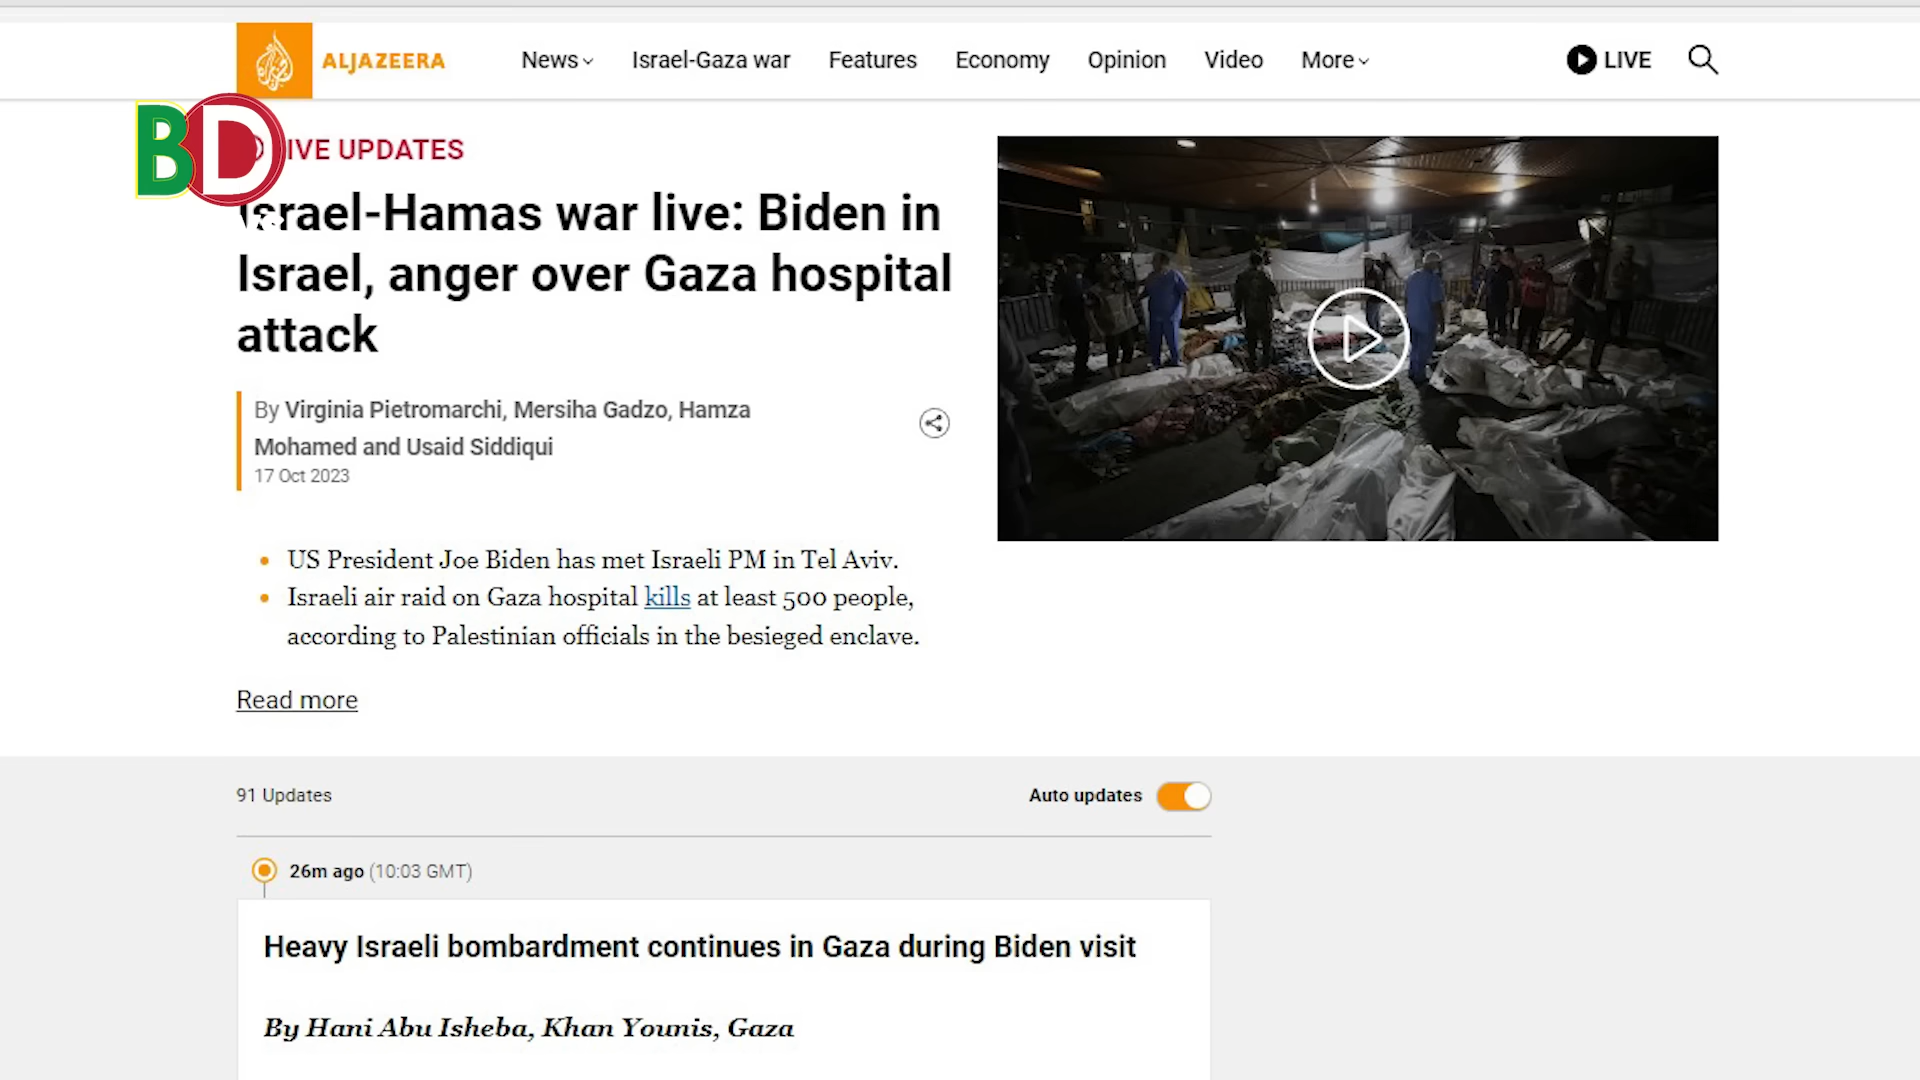 ALJAZEERA
News
Israel-Gaza war
Features
Economy
Opinion
Video
More
LIVE
BD
LIVE UPDATES
Israel-Hamas war live: Biden in
Israel, anger over Gaza hospital
attack
By Virginia Pietromarchi, Mersiha Gadzo, Hamza
Mohamed and Usaid Siddiqui
17 Oct 2023
US President Joe Biden has met Israeli PM in Tel Aviv.
Israeli air raid on Gaza hospital kills at least 500 people,
according to Palestinian officials in the besieged enclave.
Read more
91 Updates
Auto updates
26m ago (10:03 GMT)
Heavy Israeli bombardment continues in Gaza during Biden visit
By Hani Abu Isheba, Khan Younis, Gaza